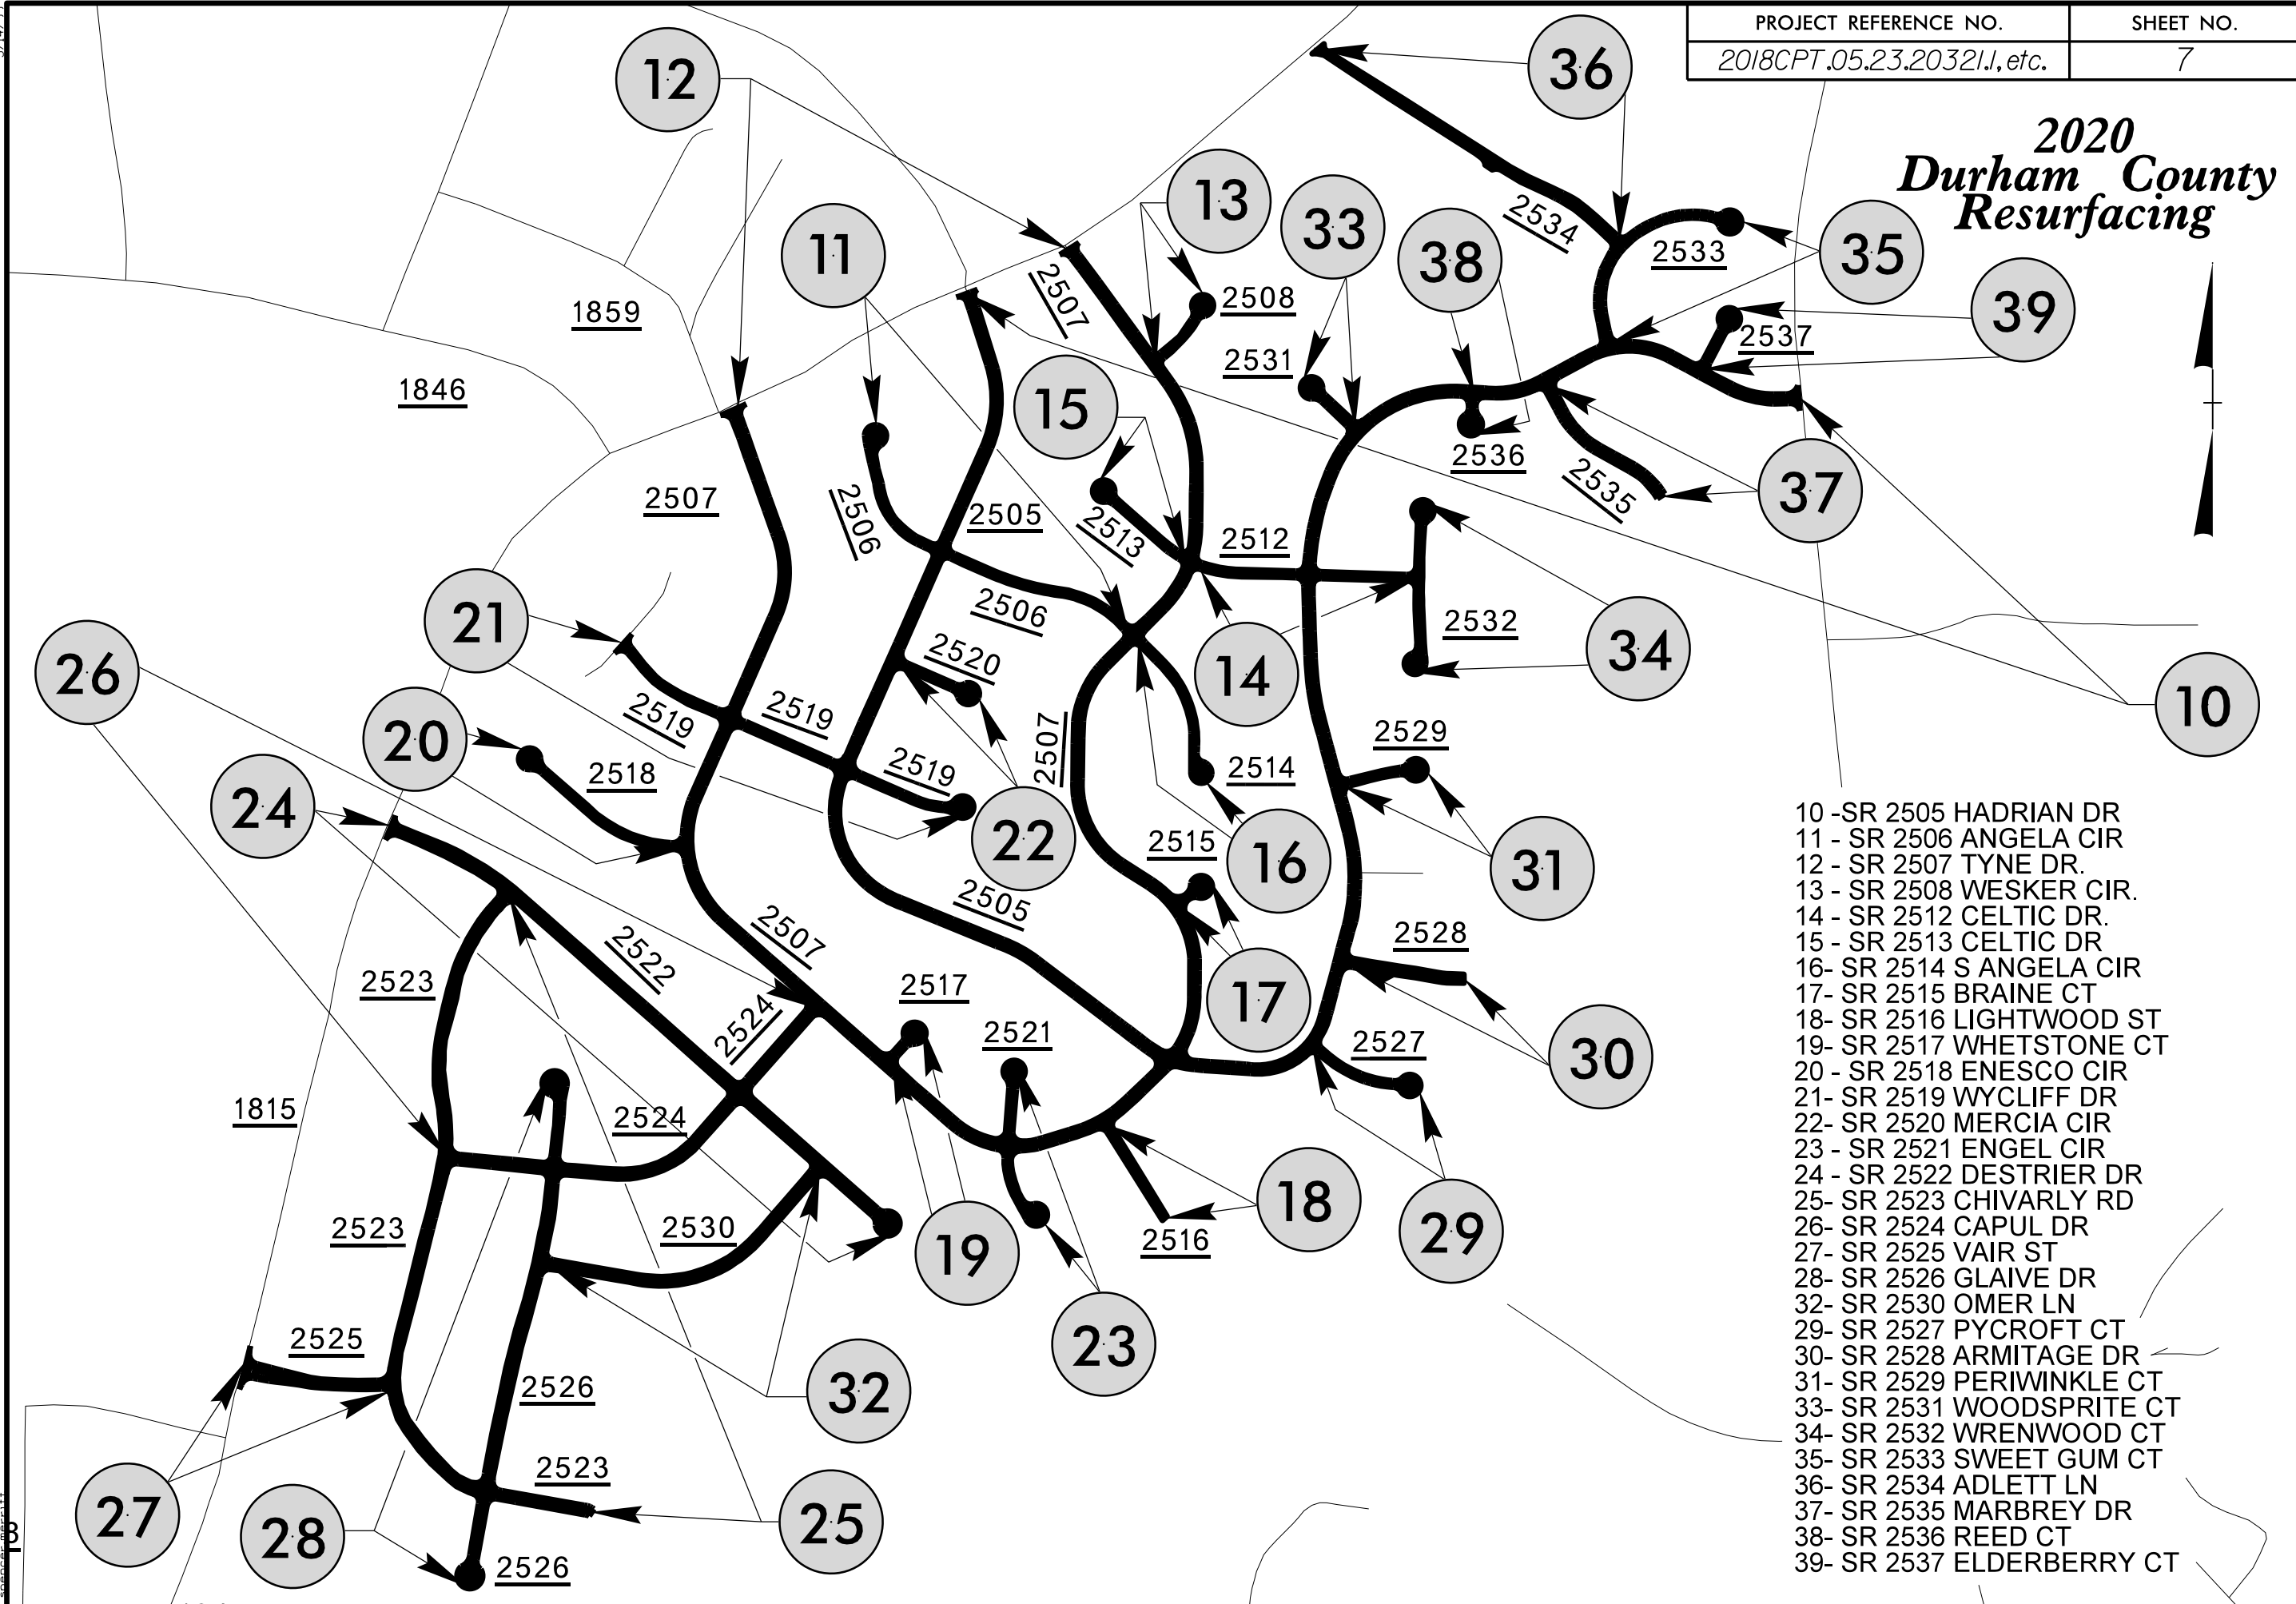 PROJECT REFERENCE NO.
SHEET NO.
2018CPT.05.23.20321.1, etc.
7
2020
Durham County
Resurfacing
12
36
13
33
38
35
11
39
2534
2533
2507
2508
1859
2531
2537
1846
15
2536
2535
37
2507
2506
2505
2513
2512
21
2506
2532
26
2520
14
34
10
2519
2519
2507
2529
20
2518
2519
2514
24
22
2515
16
31
2505
2507
2528
2522
2523
2517
17
2524
2521
2527
30
1815
2524
18
2523
2530
19
2516
29
2525
23
2526
32
2523
27
28
25
2526
10 -SR 2505 HADRIAN DR
11 - SR 2506 ANGELA CIR
12 - SR 2507 TYNE DR.
13 - SR 2508 WESKER CIR.
14 - SR 2512 CELTIC DR.
15 - SR 2513 CELTIC DR
16- SR 2514 S ANGELA CIR
17- SR 2515 BRAINE CT
18- SR 2516 LIGHTWOOD ST
19- SR 2517 WHETSTONE CT
20 - SR 2518 ENESCO CIR
21- SR 2519 WYCLIFF DR
22- SR 2520 MERCIA CIR
23 - SR 2521 ENGEL CIR
24 - SR 2522 DESTRIER DR
25- SR 2523 CHIVARLY RD
26- SR 2524 CAPUL DR
27- SR 2525 VAIR ST
28- SR 2526 GLAIVE DR
32- SR 2530 OMER LN
29- SR 2527 PYCROFT CT
30- SR 2528 ARMITAGE DR
31- SR 2529 PERIWINKLE CT
33- SR 2531 WOODSPRITE CT
34- SR 2532 WRENWOOD CT
35- SR 2533 SWEET GUM CT
36- SR 2534 ADLETT LN
37- SR 2535 MARBREY DR
38- SR 2536 REED CT
39- SR 2537 ELDERBERRY CT